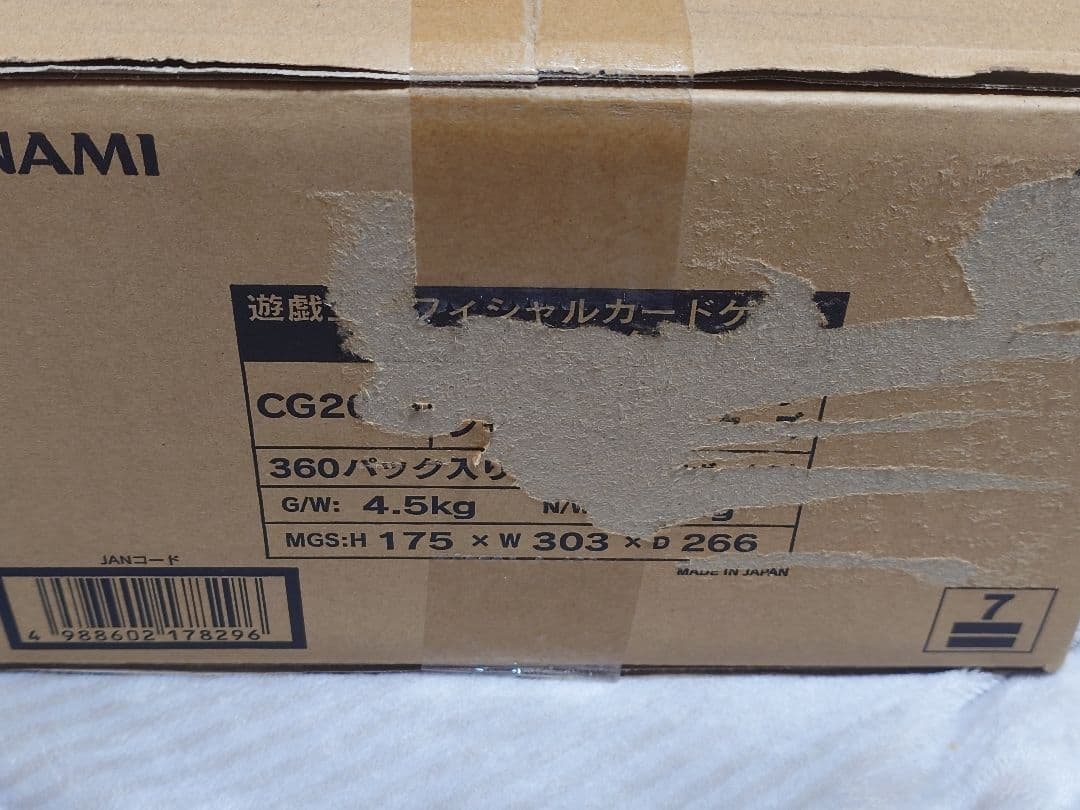 NAMI
遊戯 フィシャルカードゲ
CG20
360パック入り
G/W: 4.5kg N/W g
MGS:H 175 × W 303 × D 266
MADE IN JAPAN
JANコード
4 988602 178296
7